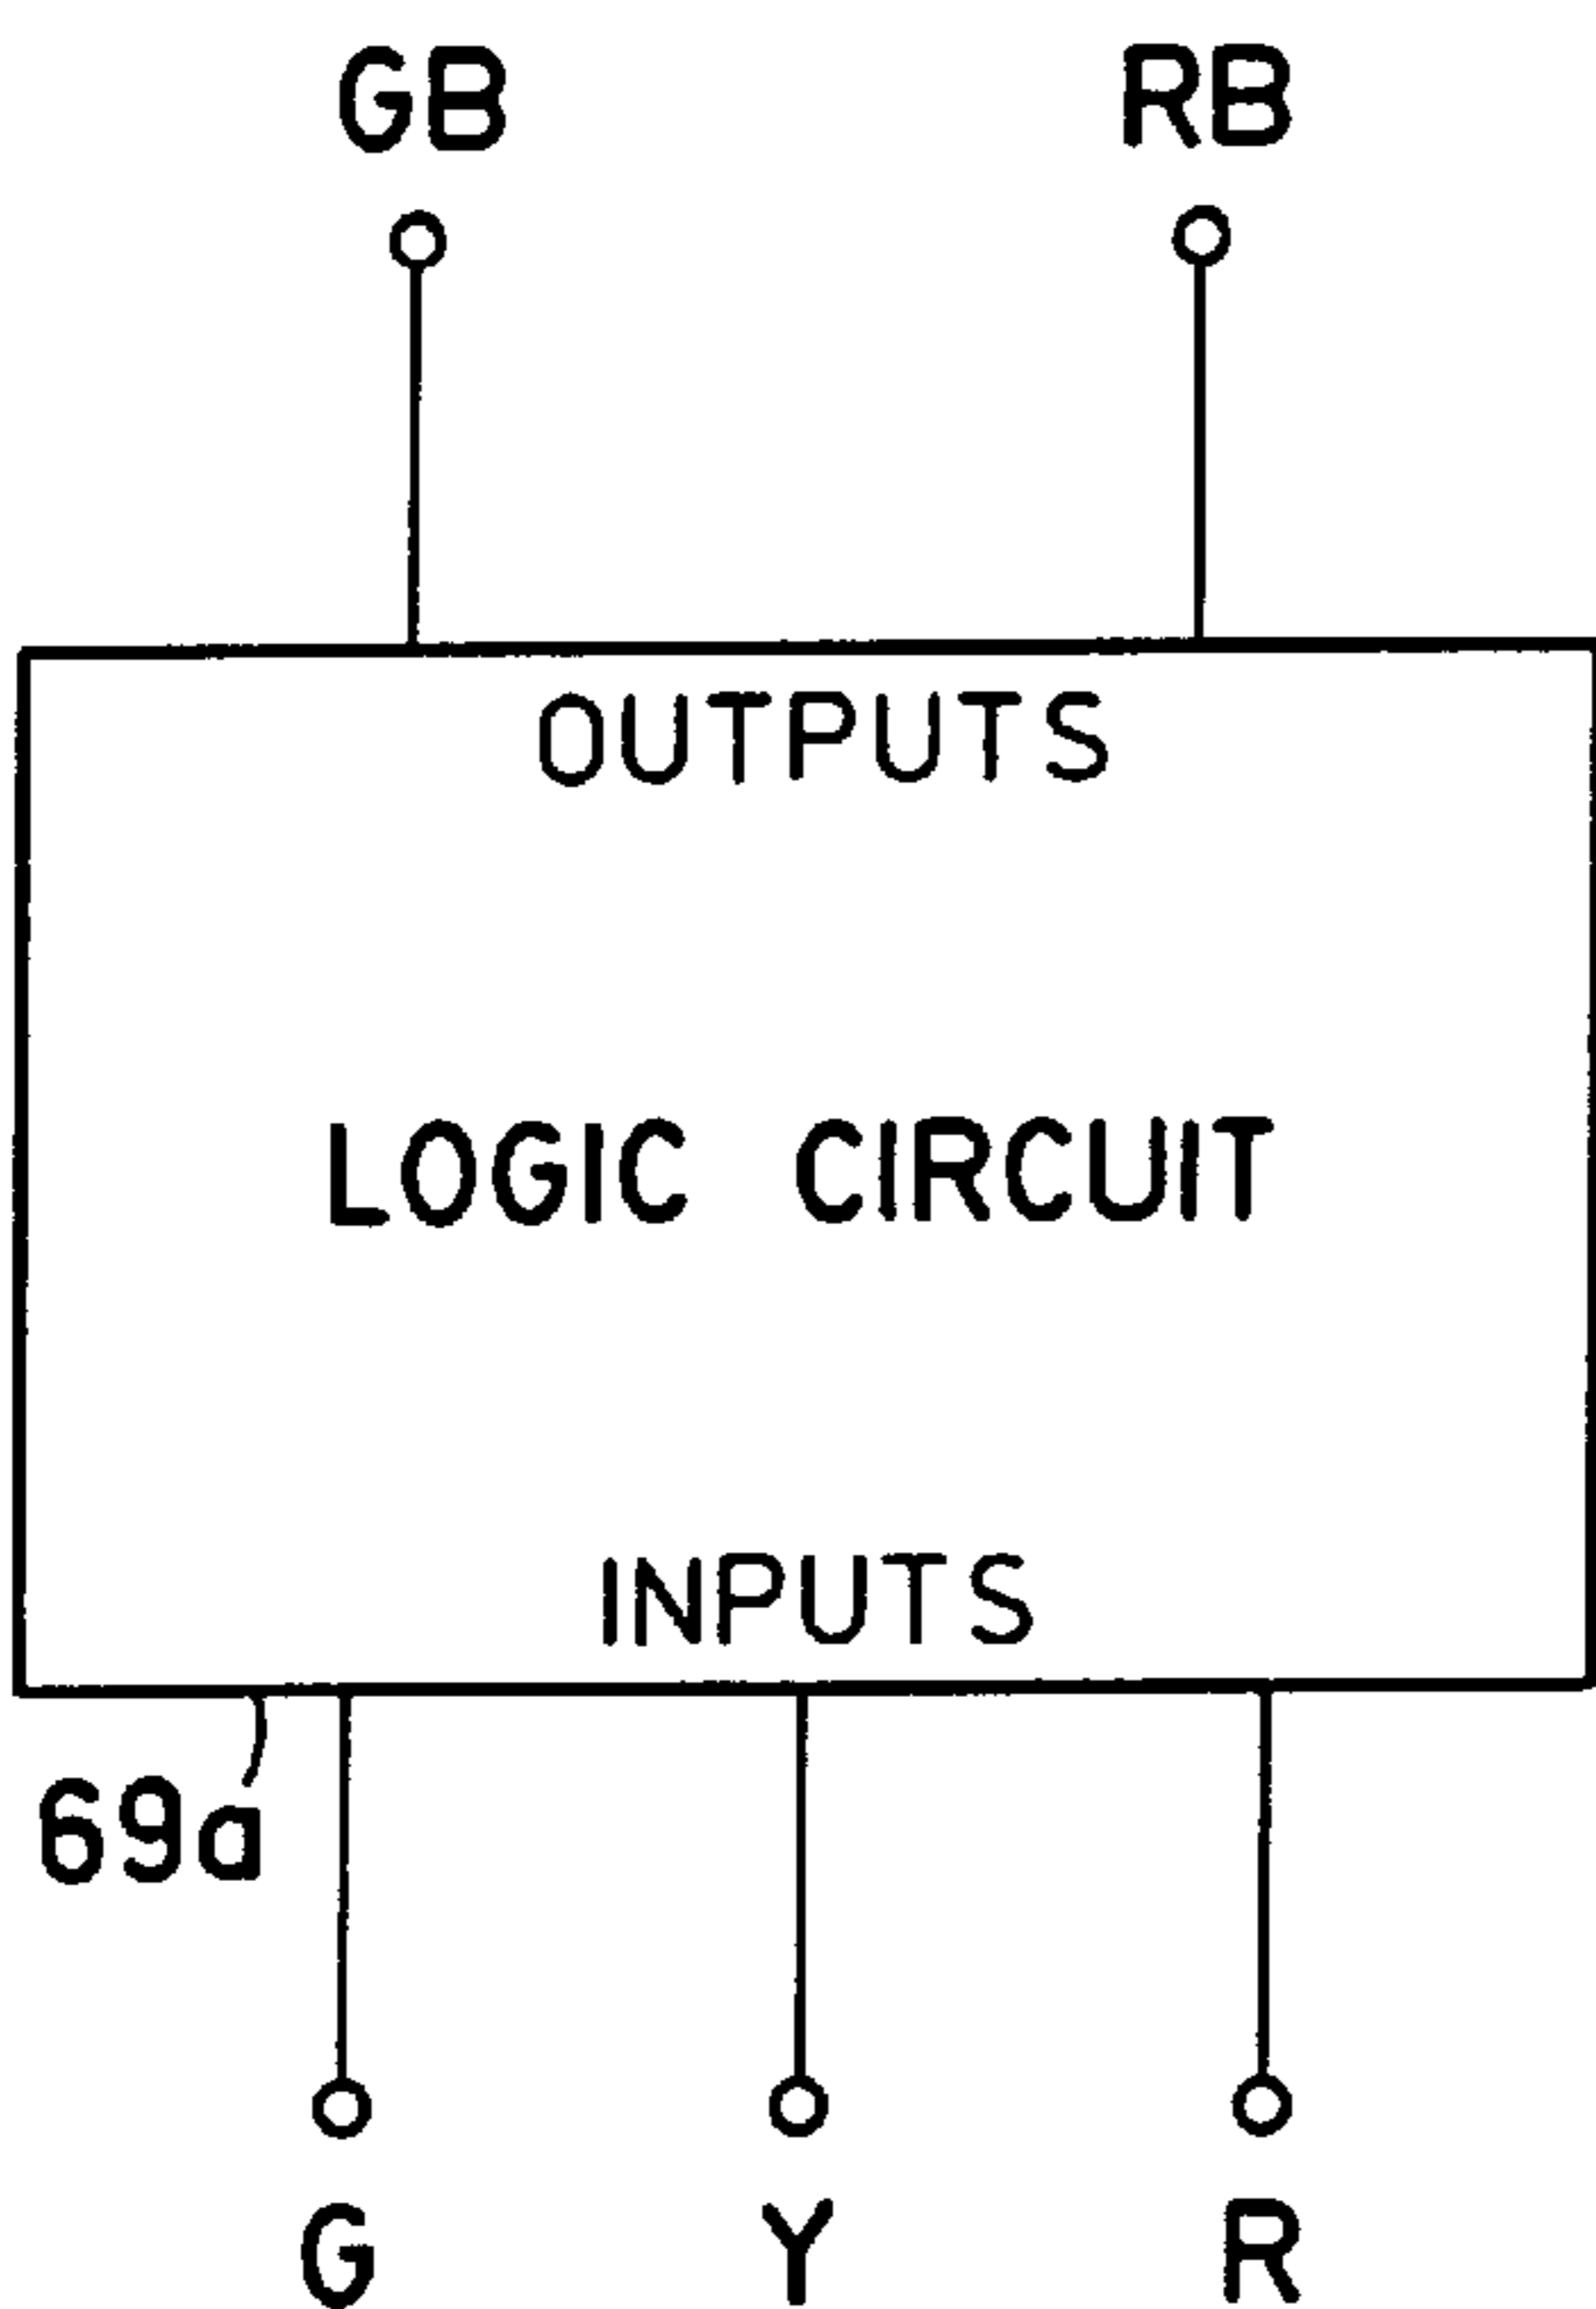 GB RB
OUTPUTS
LOGIC CIRCUIT
INPUTS
69a
G Y R